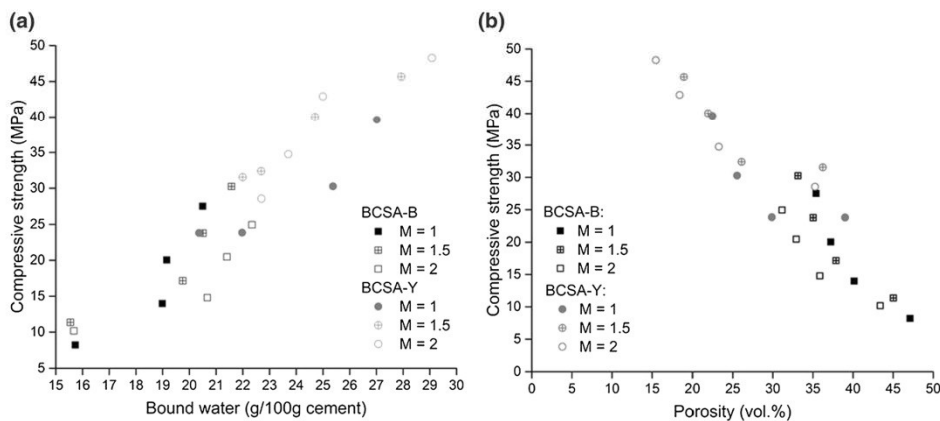 (a)
50
45
40
35
30
25
20
15
10
5
Compressive strength (MPa)
15 16 17 18 19 20 21 22 23 24 25 26 27 28 29 30
Bound water (g/100g cement)
BCSA-B
M = 1
M = 1.5
M = 2
BCSA-Y
M = 1
M = 1.5
M = 2
(b)
50
45
40
35
30
25
20
15
10
5
0
Compressive strength (MPa)
0 5 10 15 20 25 30 35 40 45 50
Porosity (vol.%)
BCSA-B:
M = 1
M = 1.5
M = 2
BCSA-Y:
M = 1
M = 1.5
M = 2